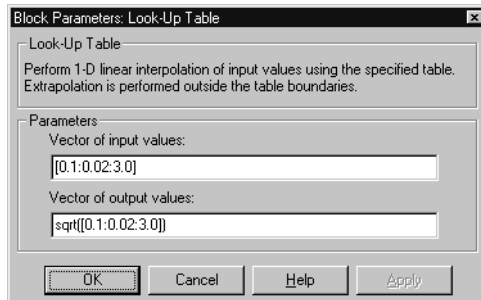 Block Parameters: Look-Up Table
Look-Up Table
Perform 1-D linear interpolation of input values using the specified table.
Extrapolation is performed outside the table boundaries.
Parameters
Vector of input values:
[0.1:0.02:3.0]
Vector of output values:
sqrt([0.1:0.02:3.0])
OK Cancel Help Apply